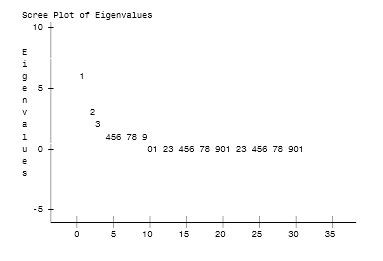 Scree Plot of Eigenvalues
10
E
i
g
1
e
5
n
v
2
a
3
l
456 78 9
u
0
01 23 456 78 901 23 456 78 901
e
s
-5
0 5 10 15 20 25 30 35